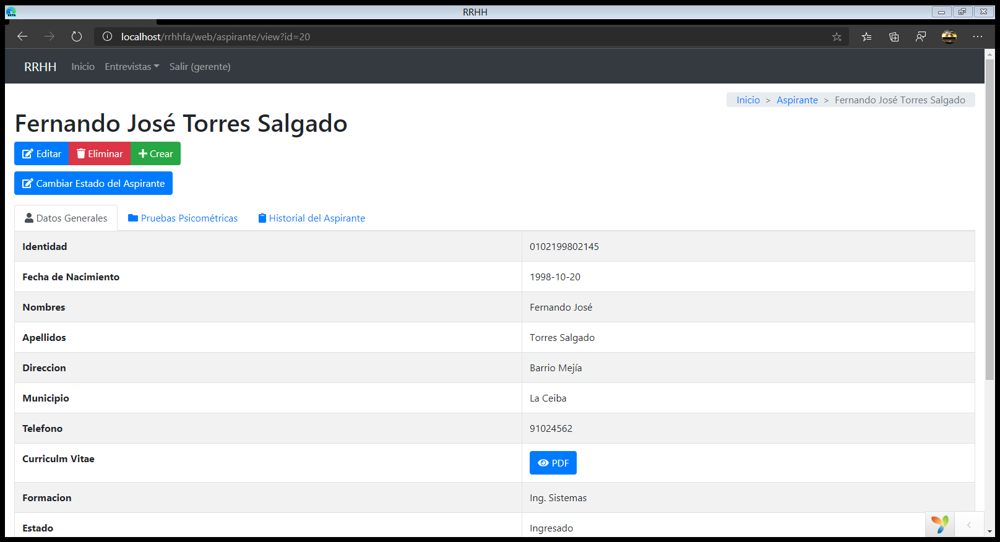 RRHH
localhost/rrhhfa/web/aspirante/view?id=20
RRHH Inicio Entrevistas Salir (gerente)
Inicio > Aspirante > Fernando José Torres Salgado
Fernando José Torres Salgado
Editar Eliminar Crear
Cambiar Estado del Aspirante
Datos Generales Pruebas Psicométricas Historial del Aspirante
Identidad 0102199802145
Fecha de Nacimiento 1998-10-20
Nombres Fernando José
Apellidos Torres Salgado
Direccion Barrio Mejía
Municipio La Ceiba
Telefono 91024562
Curriculm Vitae PDF
Formacion Ing. Sistemas
Estado Ingresado